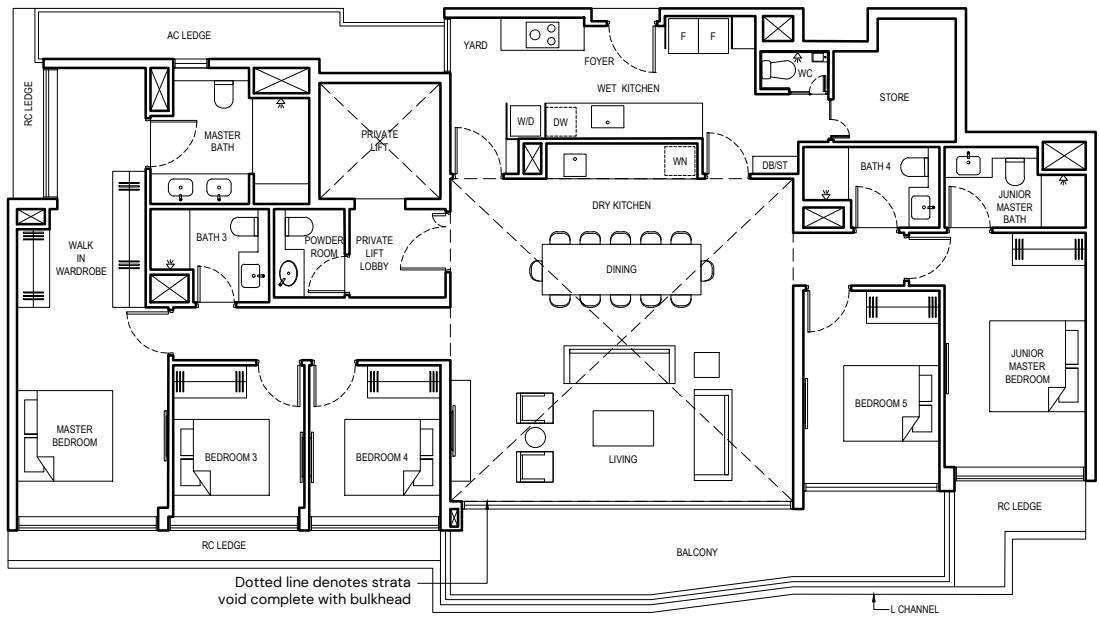 AC LEDGE
YARD
FOYER
F
F
WC
RC LEDGE
WET KITCHEN
STORE
W/D
DW
MASTER
BATH
PRIVATE
LIFT
WN
DB/ST
BATH 4
JUNIOR
MASTER
BATH
DRY KITCHEN
WALK
IN
WARDROBE
BATH 3
POWDER
ROOM
PRIVATE
LIFT
LOBBY
DINING
JUNIOR
MASTER
BEDROOM
BEDROOM 5
MASTER
BEDROOM
BEDROOM 3
BEDROOM 4
LIVING
RC LEDGE
RC LEDGE
BALCONY
Dotted line denotes strata
void complete with bulkhead
L CHANNEL